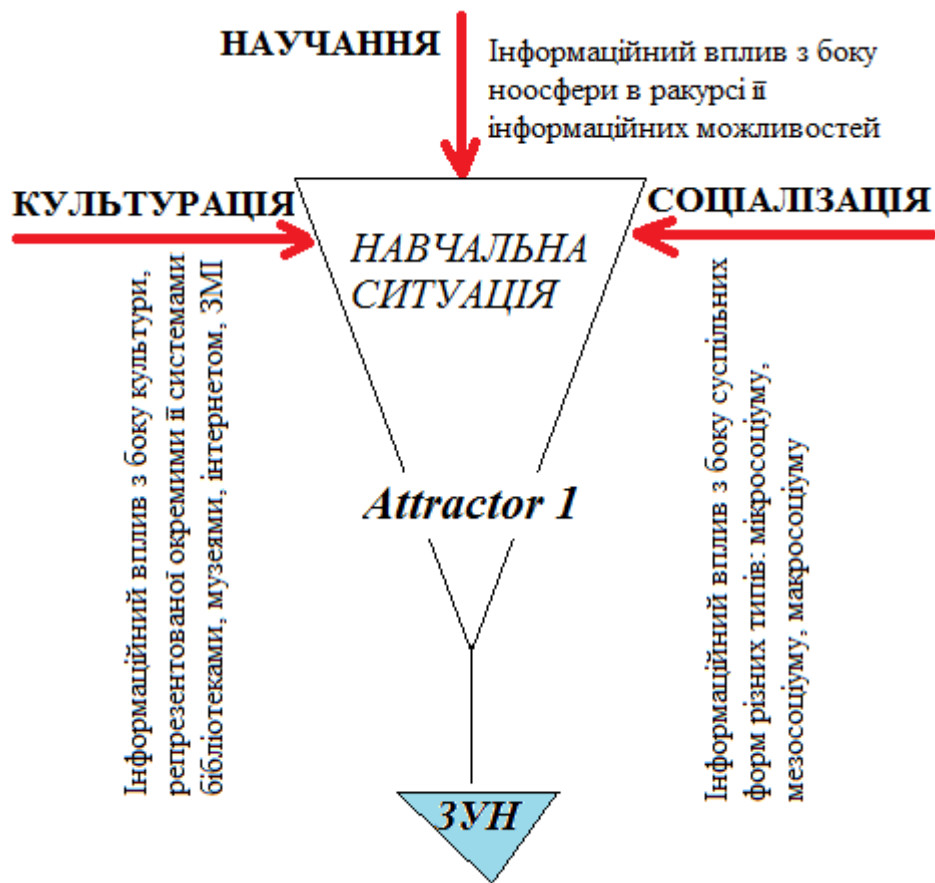 НАУЧАННЯ
Інформаційний вплив з боку
ноосфери в ракурсі її
інформаційних можливостей
КУЛЬТУРАЦІЯ
СОЦІАЛІЗАЦІЯ
НАВЧАЛЬНА
СИТУАЦІЯ
Інформаційний вплив з боку культури,
репрезентованої окремими її системами
бібліотеками, музеями, інтернетом, ЗМІ
Attractor 1
Інформаційний вплив з боку суспільних
форм різних типів: мікросоціуму,
мезосоціуму, макросоціуму
ЗУН